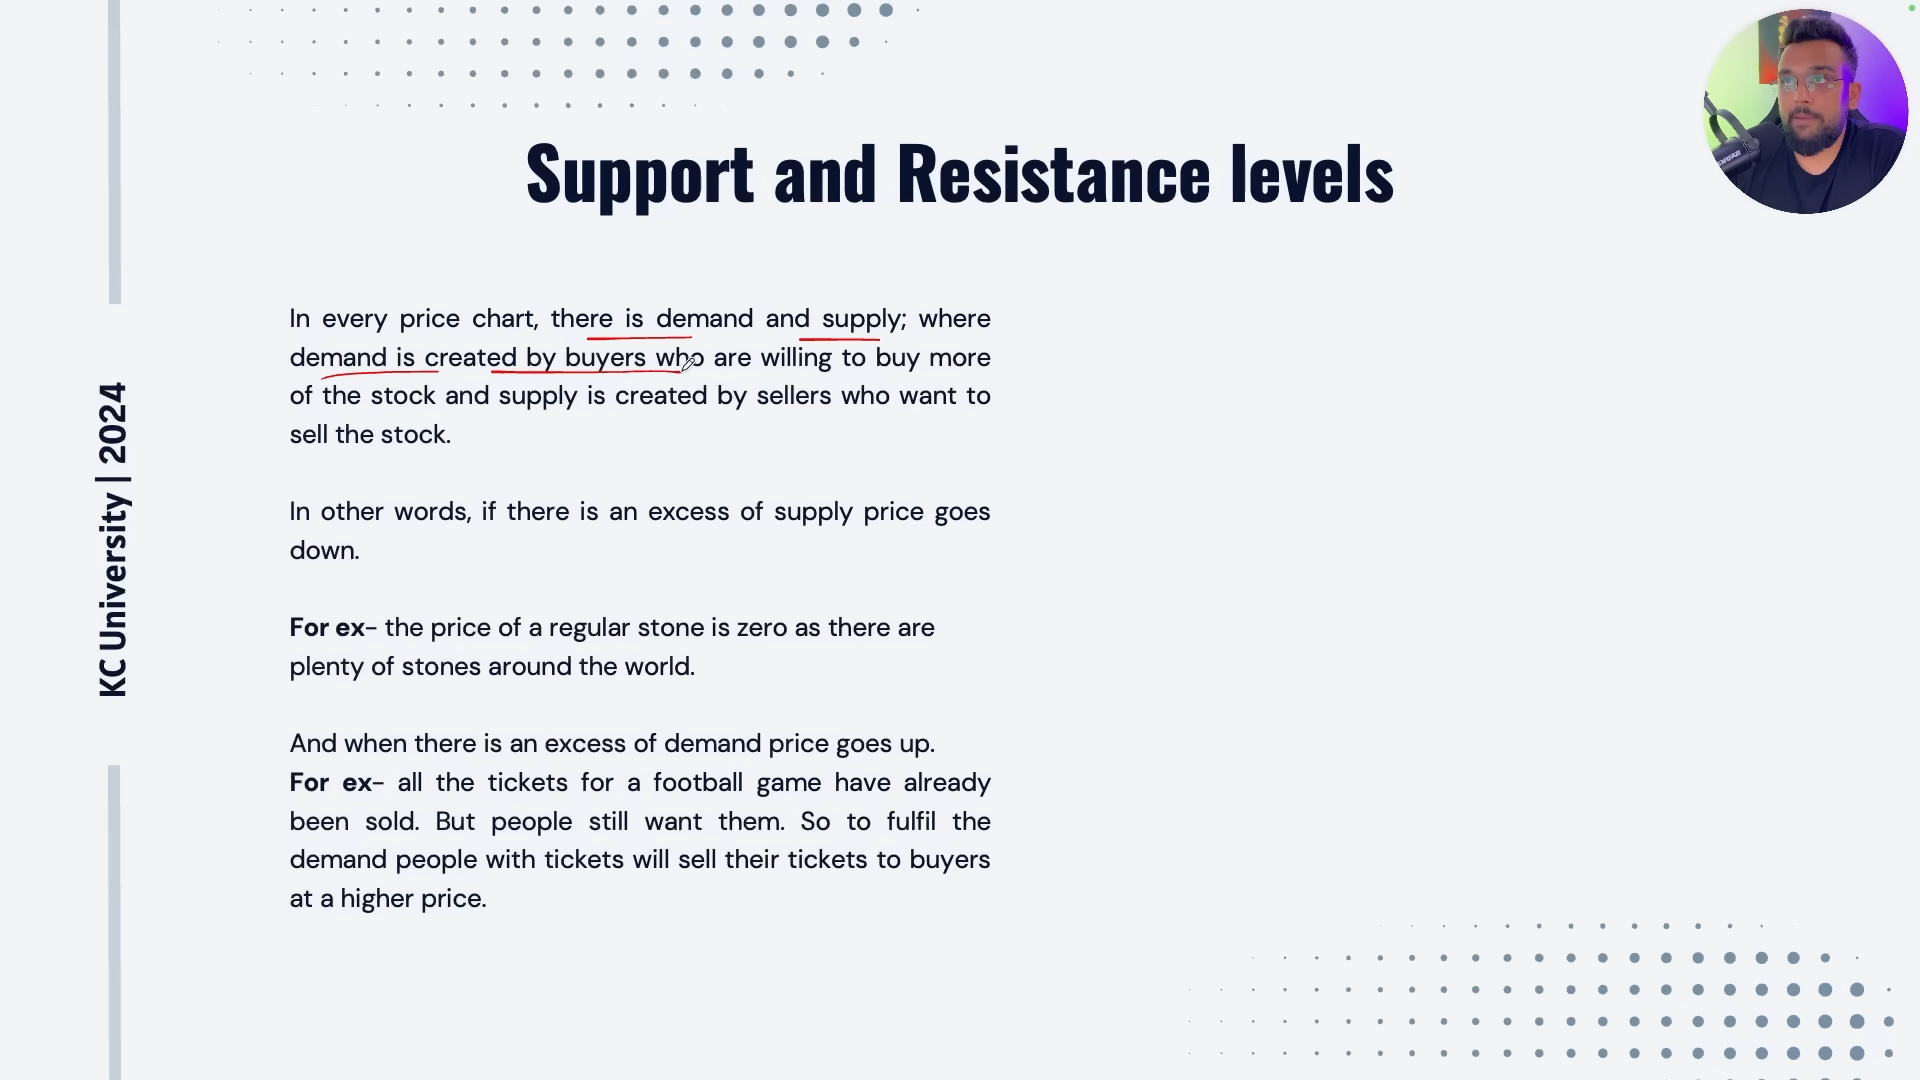 Support and Resistance levels
In every price chart, there is demand and supply; where
demand is created by buyers who are willing to buy more
of the stock and supply is created by sellers who want to
sell the stock.
In other words, if there is an excess of supply price goes
down.
For ex- the price of a regular stone is zero as there are
plenty of stones around the world.
And when there is an excess of demand price goes up.
For ex- all the tickets for a football game have already
been sold. But people still want them. So to fulfil the
demand people with tickets will sell their tickets to buyers
at a higher price.
KC University | 2024